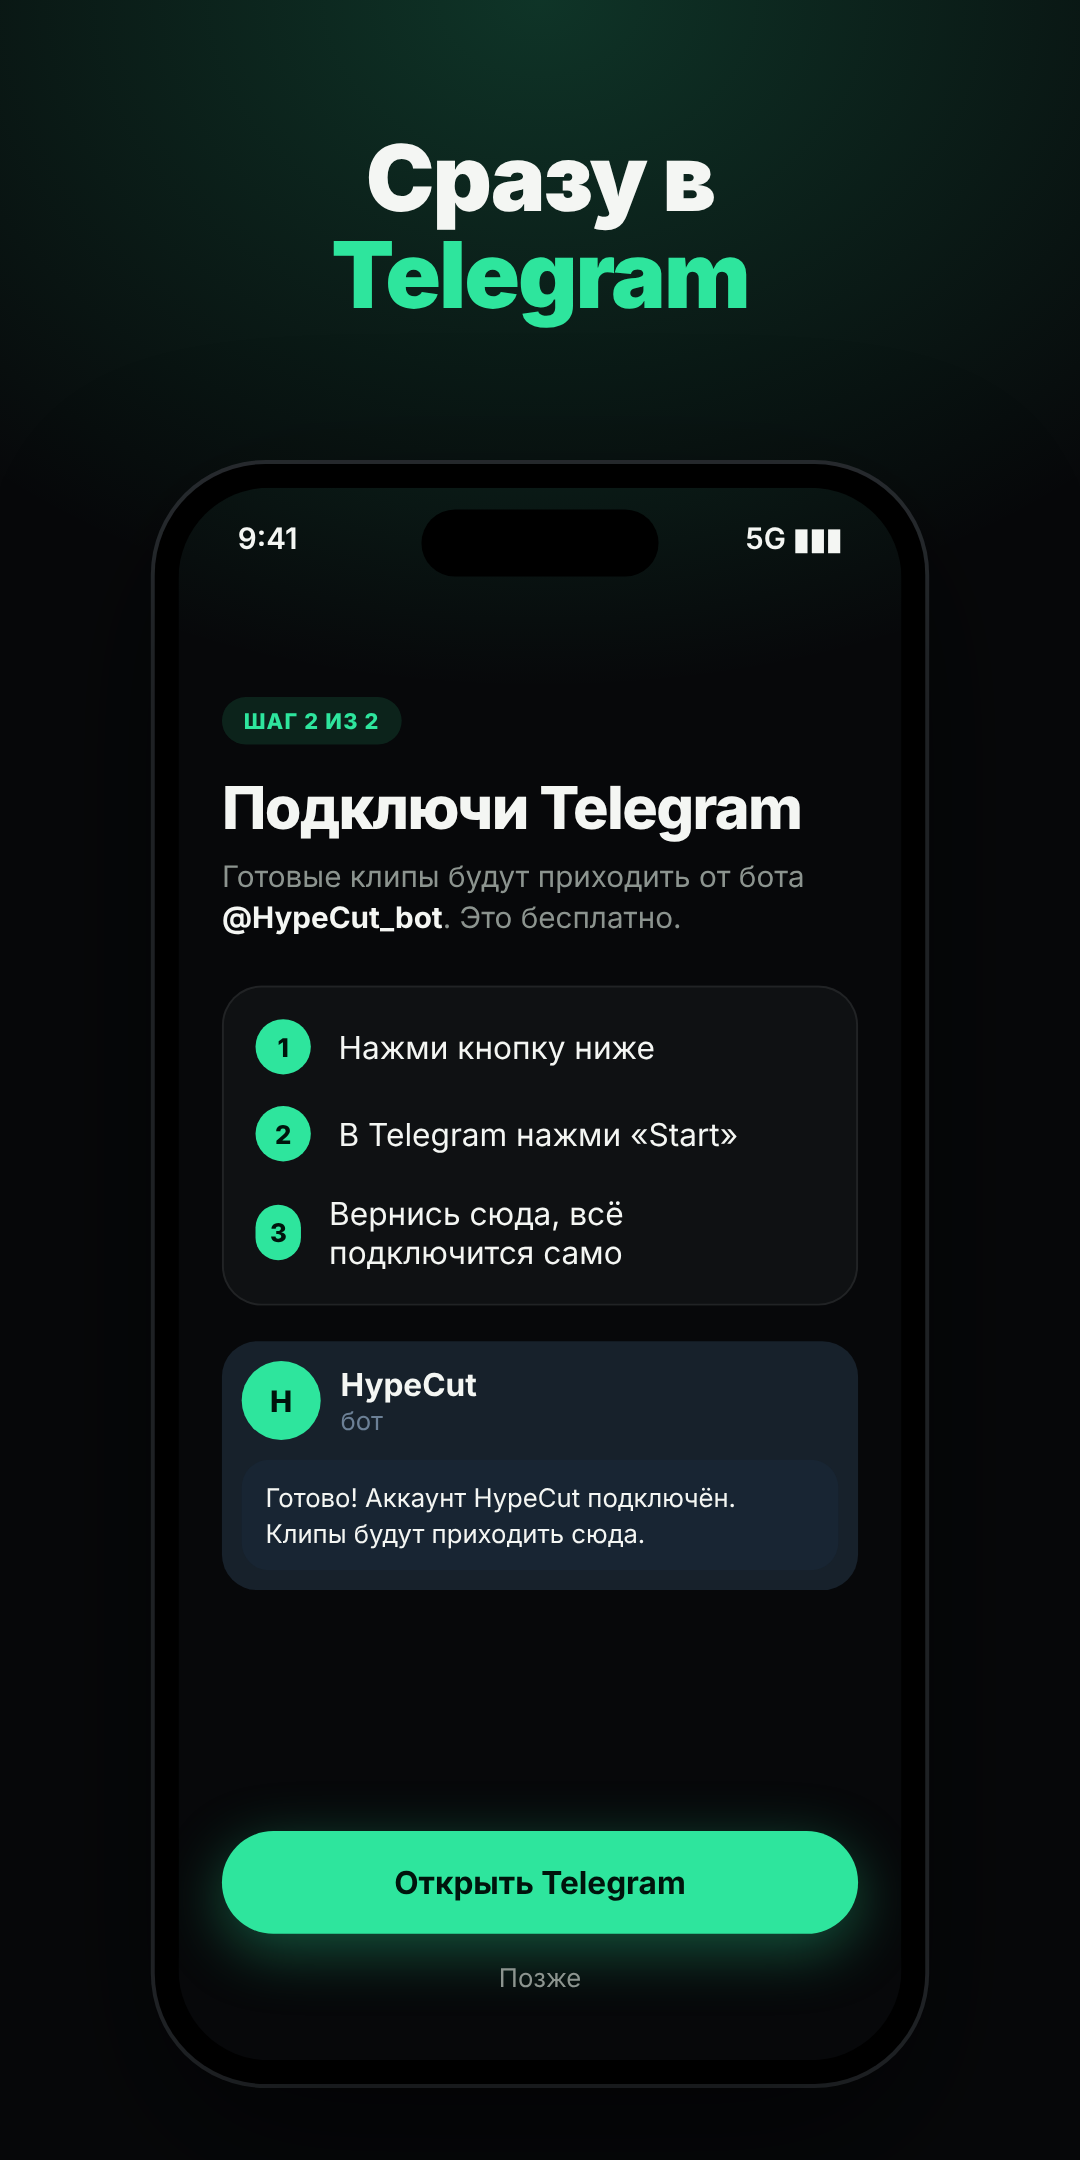 Сразу в
Telegram
9:41
5G
ШАГ 2 ИЗ 2
Подключи Telegram
Готовые клипы будут приходить от бота
@HypeCut_bot. Это бесплатно.
1 Нажми кнопку ниже
2 В Telegram нажми «Start»
3 Вернись сюда, всё
подключится само
H
HypeCut
бот
Готово! Аккаунт HypeCut подключён.
Клипы будут приходить сюда.
Открыть Telegram
Позже